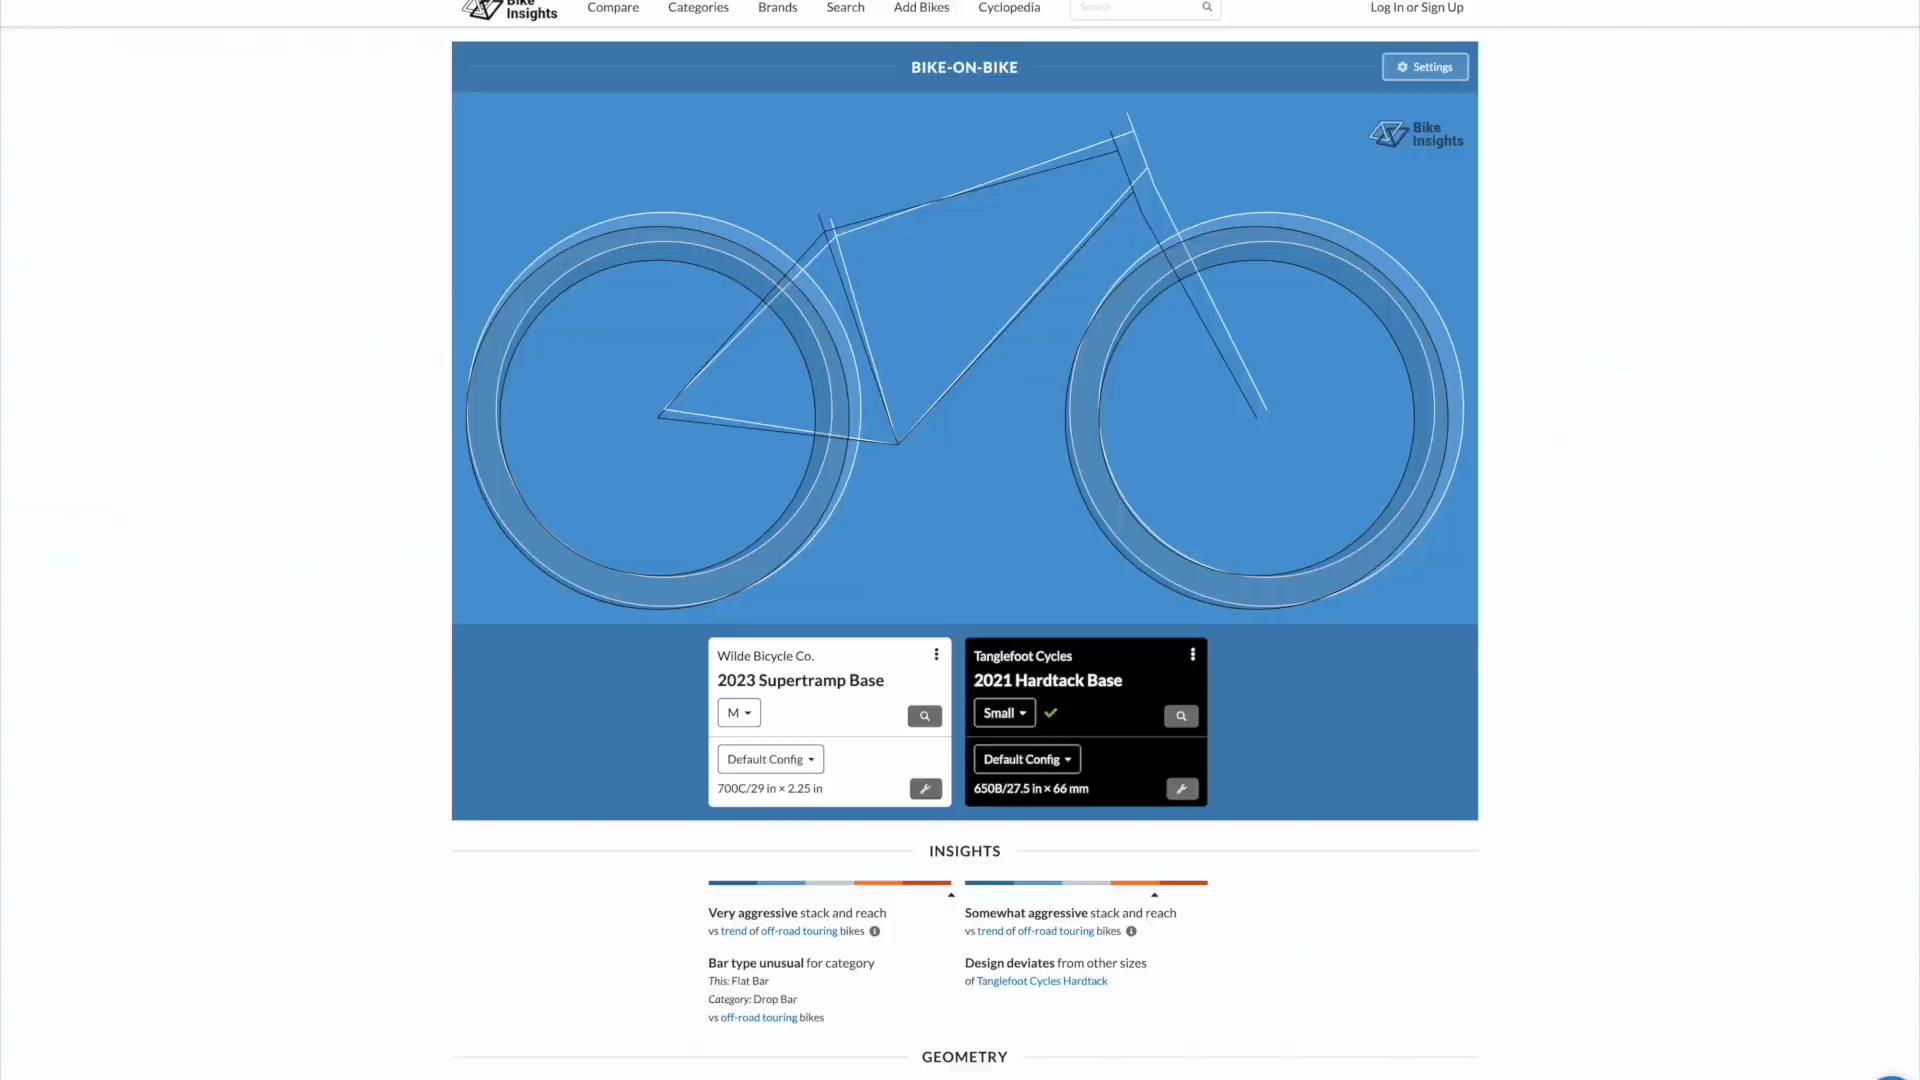 Bike
Insights
Compare
Categories
Brands
Search
Add Bikes
Cyclopedia
Search
Log In or Sign Up
BIKE-ON-BIKE
Settings
Bike
Insights
Wilde Bicycle Co.
2023 Supertramp Base
M
Default Config
700C/29 in × 2.25 in
Tanglefoot Cycles
2021 Hardtack Base
Small
Default Config
650B/27.5 in × 66 mm
INSIGHTS
Very aggressive stack and reach
vs trend of off-road touring bikes
Bar type unusual for category
This: Flat Bar
Category: Drop Bar
vs off-road touring bikes
Somewhat aggressive stack and reach
vs trend of off-road touring bikes
Design deviates from other sizes
of Tanglefoot Cycles Hardtack
GEOMETRY